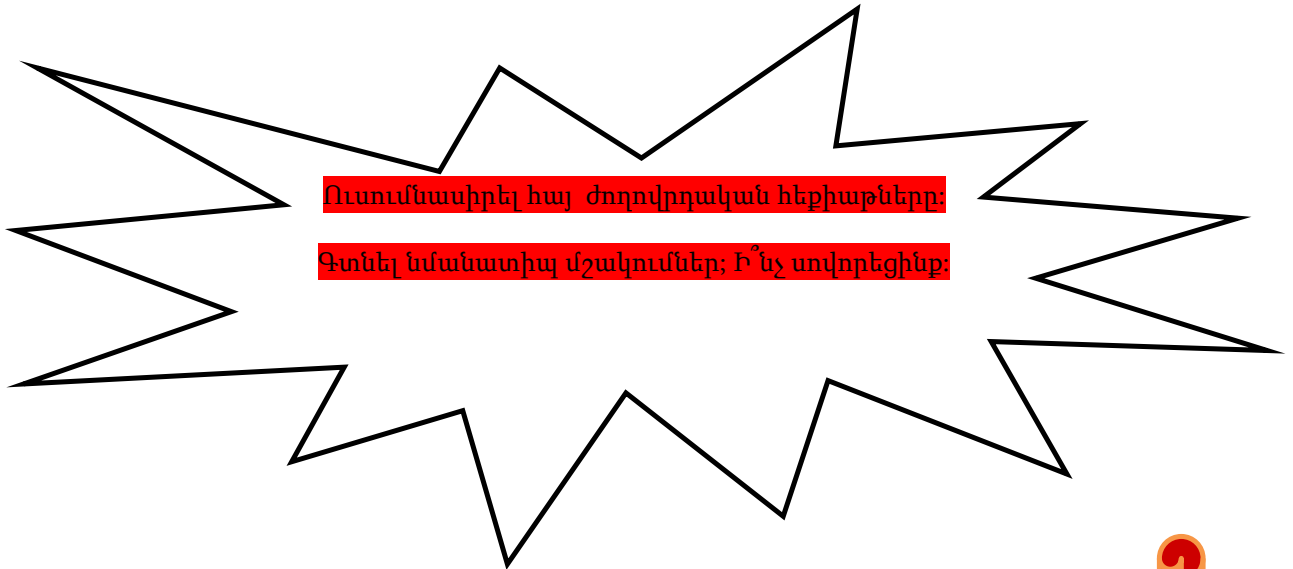 Ուսումնասիրել հայ  ժողովրդական հեքիաթները:
Գտնել նմանատիպ մշակումներ; Ի՞նչ սովորեցինք: